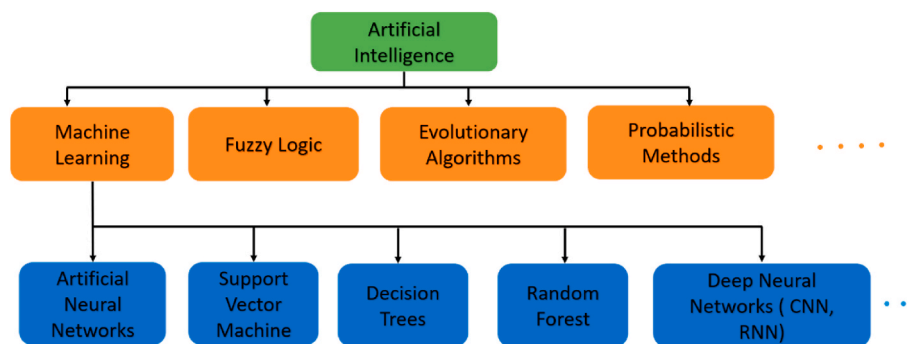 Artificial
Intelligence
Machine
Learning
Fuzzy Logic
Evolutionary
Algorithms
Probabilistic
Methods
Artificial
Neural
Networks
Support
Vector
Machine
Decision
Trees
Random
Forest
Deep Neural
Networks ( CNN,
RNN)